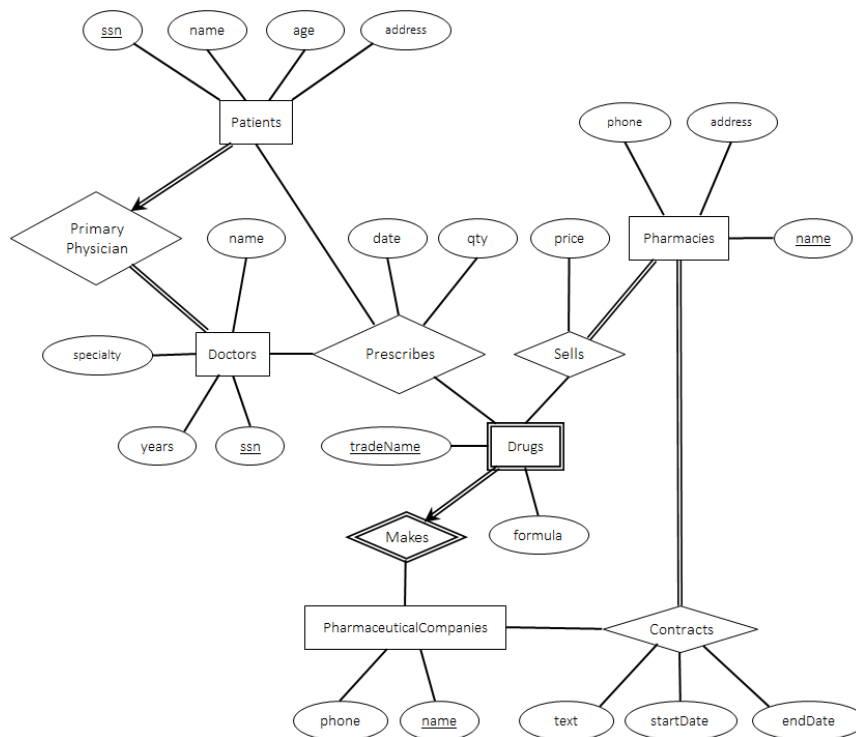 ssn
name
age
address
Patients
phone
address
Primary
Physician
name
date
qty
price
Pharmacies
name
specialty
Doctors
Prescribes
Sells
years
ssn
tradeName
Drugs
Makes
formula
PharmaceuticalCompanies
Contracts
phone
name
text
startDate
endDate